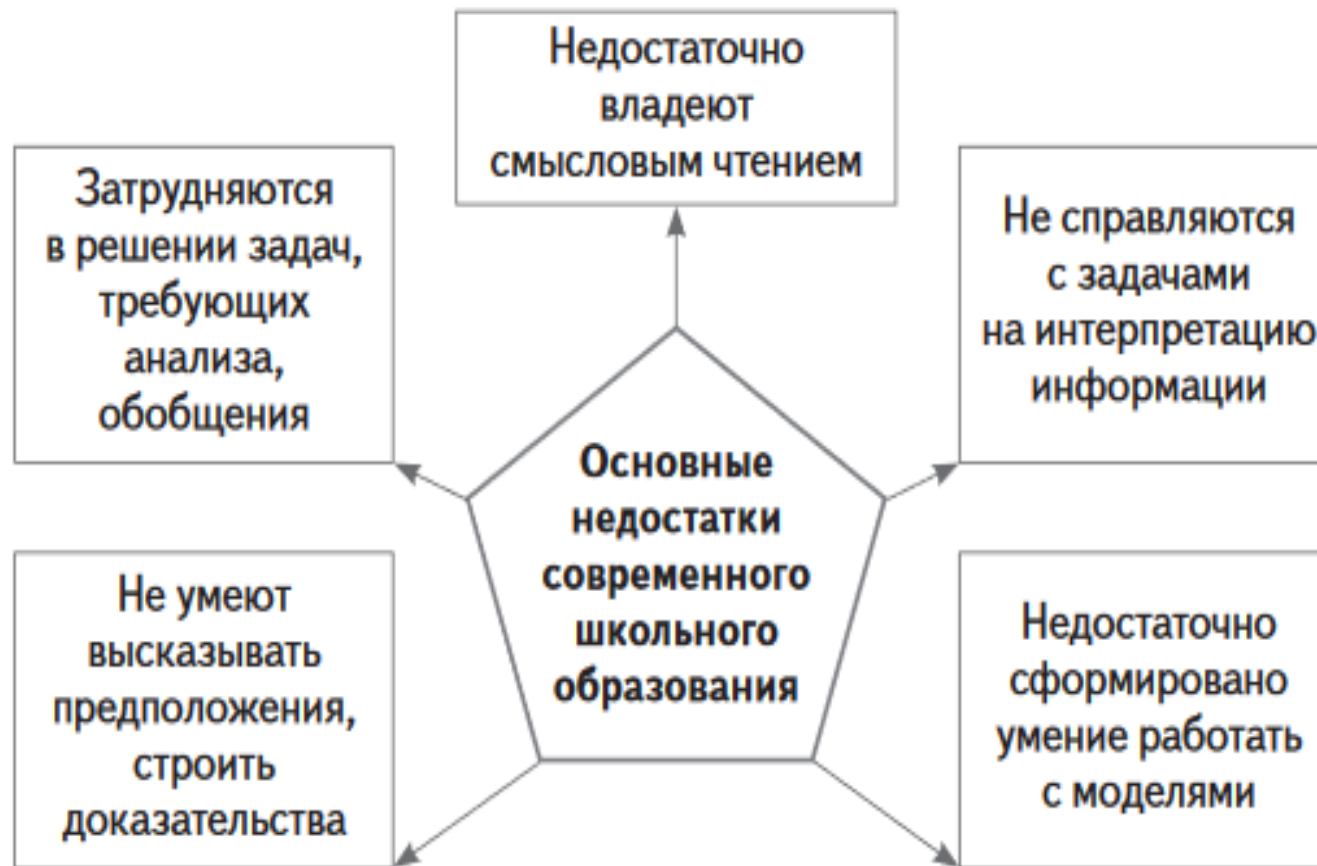 Недостаточно
владеют
смысловым чтением
Затрудняются
в решении задач,
требующих
анализа,
обобщения
Не справляются
с задачами
на интерпретацию
информации
Основные
недостатки
современного
школьного
образования
Не умеют
высказывать
предположения,
строить
доказательства
Недостаточно
сформировано
умение работать
с моделями